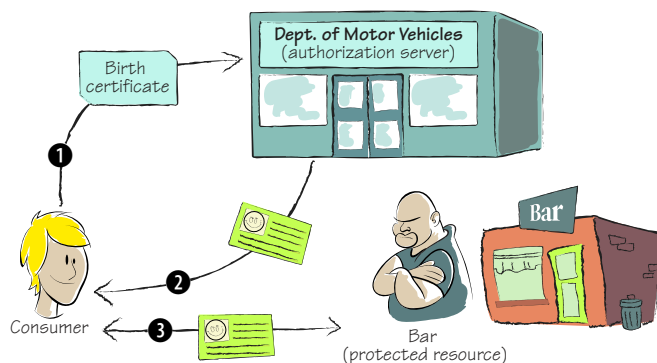 Dept. of Motor Vehicles
(authorization server)
Birth
certificate
1
2
Bar
Consumer
3
Bar
(protected resource)